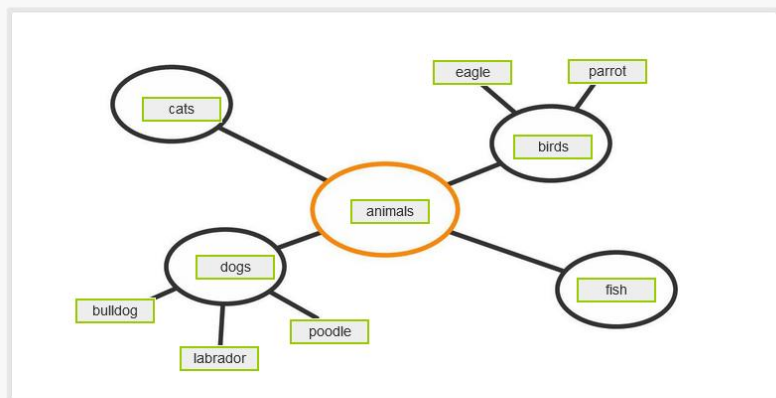 eagle
parrot
cats
birds
animals
dogs
fish
bulldog
poodle
labrador